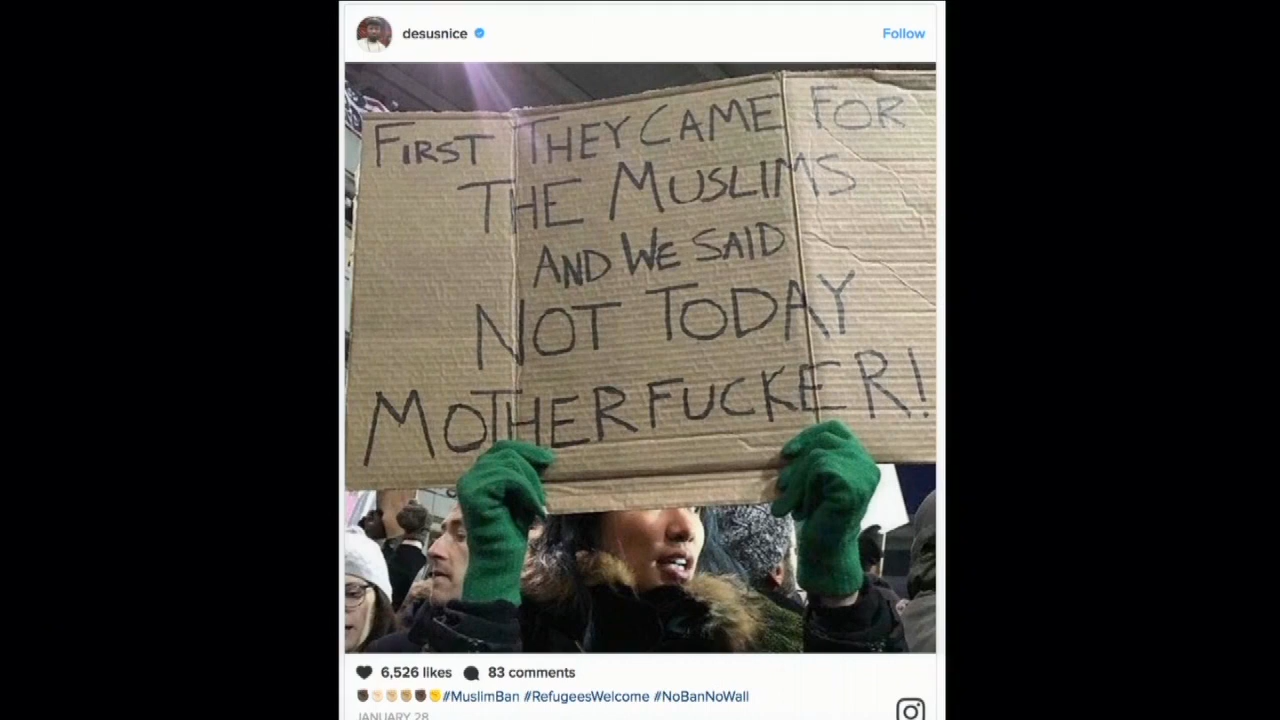 desusnice
Follow
FIRST THEY CAME FOR
THE MUSLIMS
AND WE SAID
NOT TODAY
MOTHERFUCKER!
6,526 likes 83 comments
#MuslimBan #RefugeesWelcome #NoBanNoWall
JANUARY 28